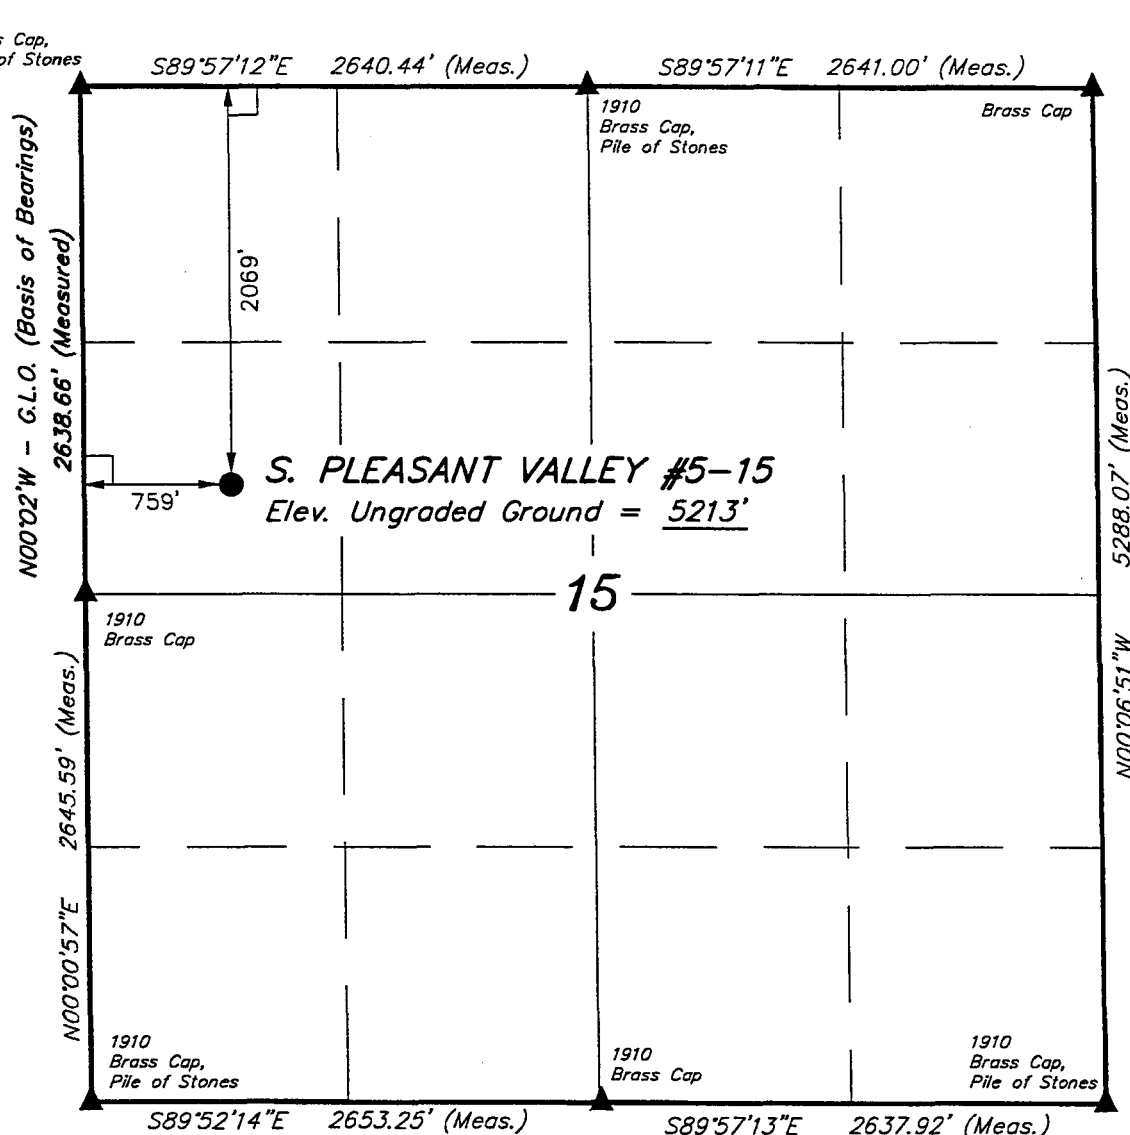 Cap,
of Stones
S89°57'12"E 2640.44' (Meas.)
S89°57'11"E 2641.00' (Meas.)
1910
Brass Cap,
Pile of Stones
Brass Cap
N00°02'W - G.L.O. (Basis of Bearings)
2638.66' (Measured)
2069'
759'
S. PLEASANT VALLEY #5-15
Elev. Ungraded Ground = 5213'
5288.07' (Meas.)
N00°06'51"W
15
1910
Brass Cap
N00°00'57"E 2645.59' (Meas.)
1910
Brass Cap,
Pile of Stones
1910
Brass Cap
1910
Brass Cap,
Pile of Stones
S89°52'14"E 2653.25' (Meas.)
S89°57'13"E 2637.92' (Meas.)